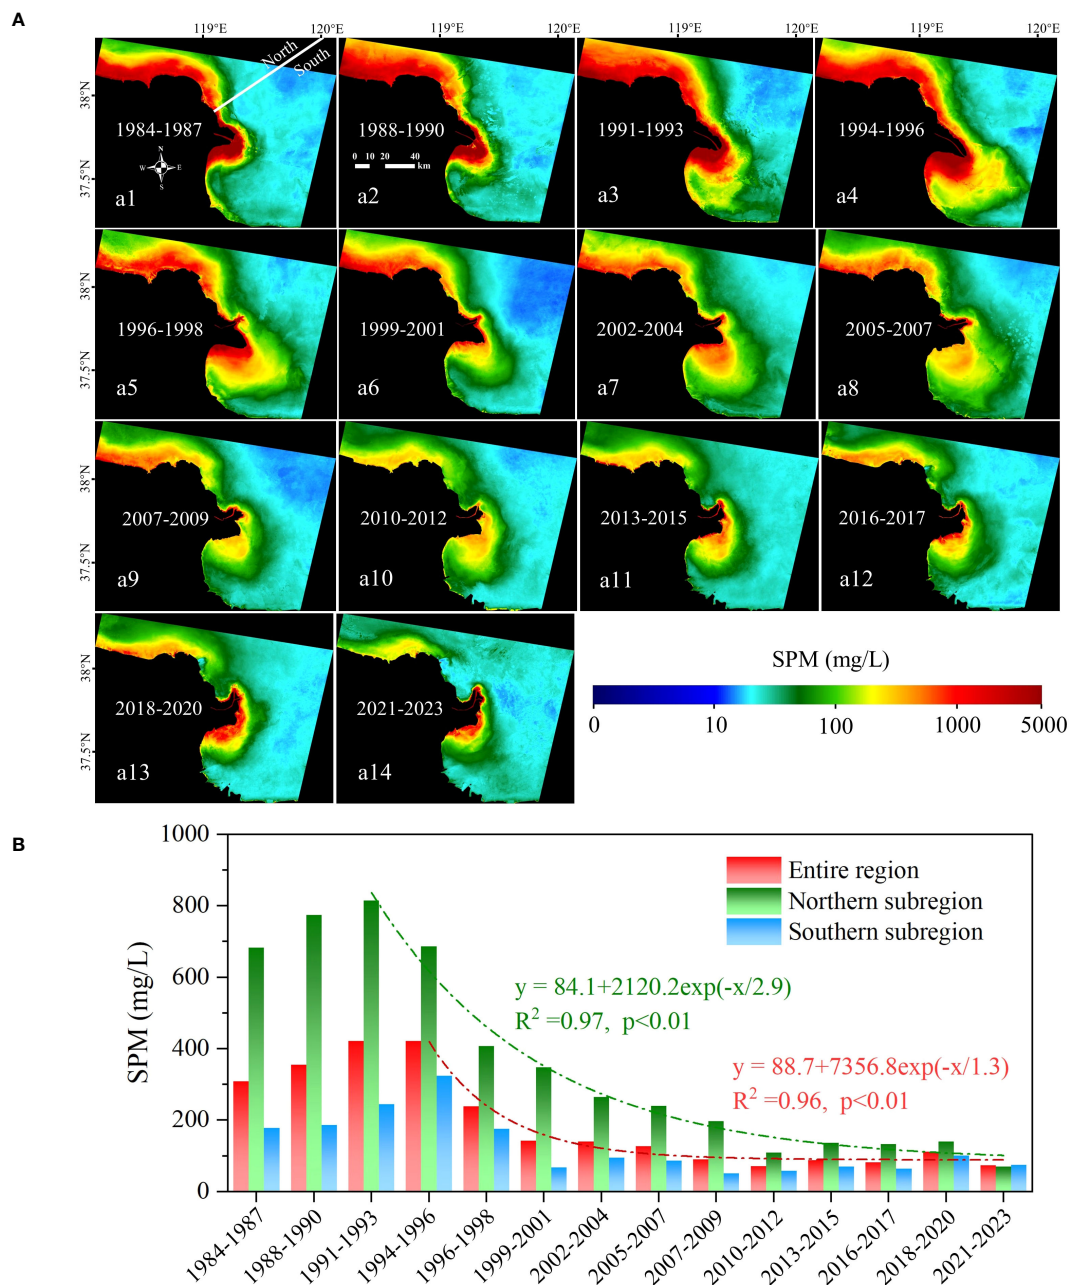 A
119°E 120°E 119°E 120°E 119°E 120°E 119°E 120°E
North
South
38°N
37.5°N
1984-1987
N
W E
S
a1
1988-1990
0 10 20 40
km
a2
1991-1993
a3
1994-1996
a4
38°N
37.5°N
1996-1998
a5
1999-2001
a6
2002-2004
a7
2005-2007
a8
38°N
37.5°N
2007-2009
a9
2010-2012
a10
2013-2015
a11
2016-2017
a12
38°N
37.5°N
2018-2020
a13
2021-2023
a14
SPM (mg/L)
0 10 100 1000 5000
B
SPM (mg/L)
1000
800
600
400
200
0
Entire region
Northern subregion
Southern subregion
y = 84.1+2120.2exp(-x/2.9)
R² =0.97, p<0.01
y = 88.7+7356.8exp(-x/1.3)
R² =0.96, p<0.01
1984-1987 1988-1990 1991-1993 1994-1996 1996-1998 1999-2001 2002-2004 2005-2007 2007-2009 2010-2012 2013-2015 2016-2017 2018-2020 2021-2023